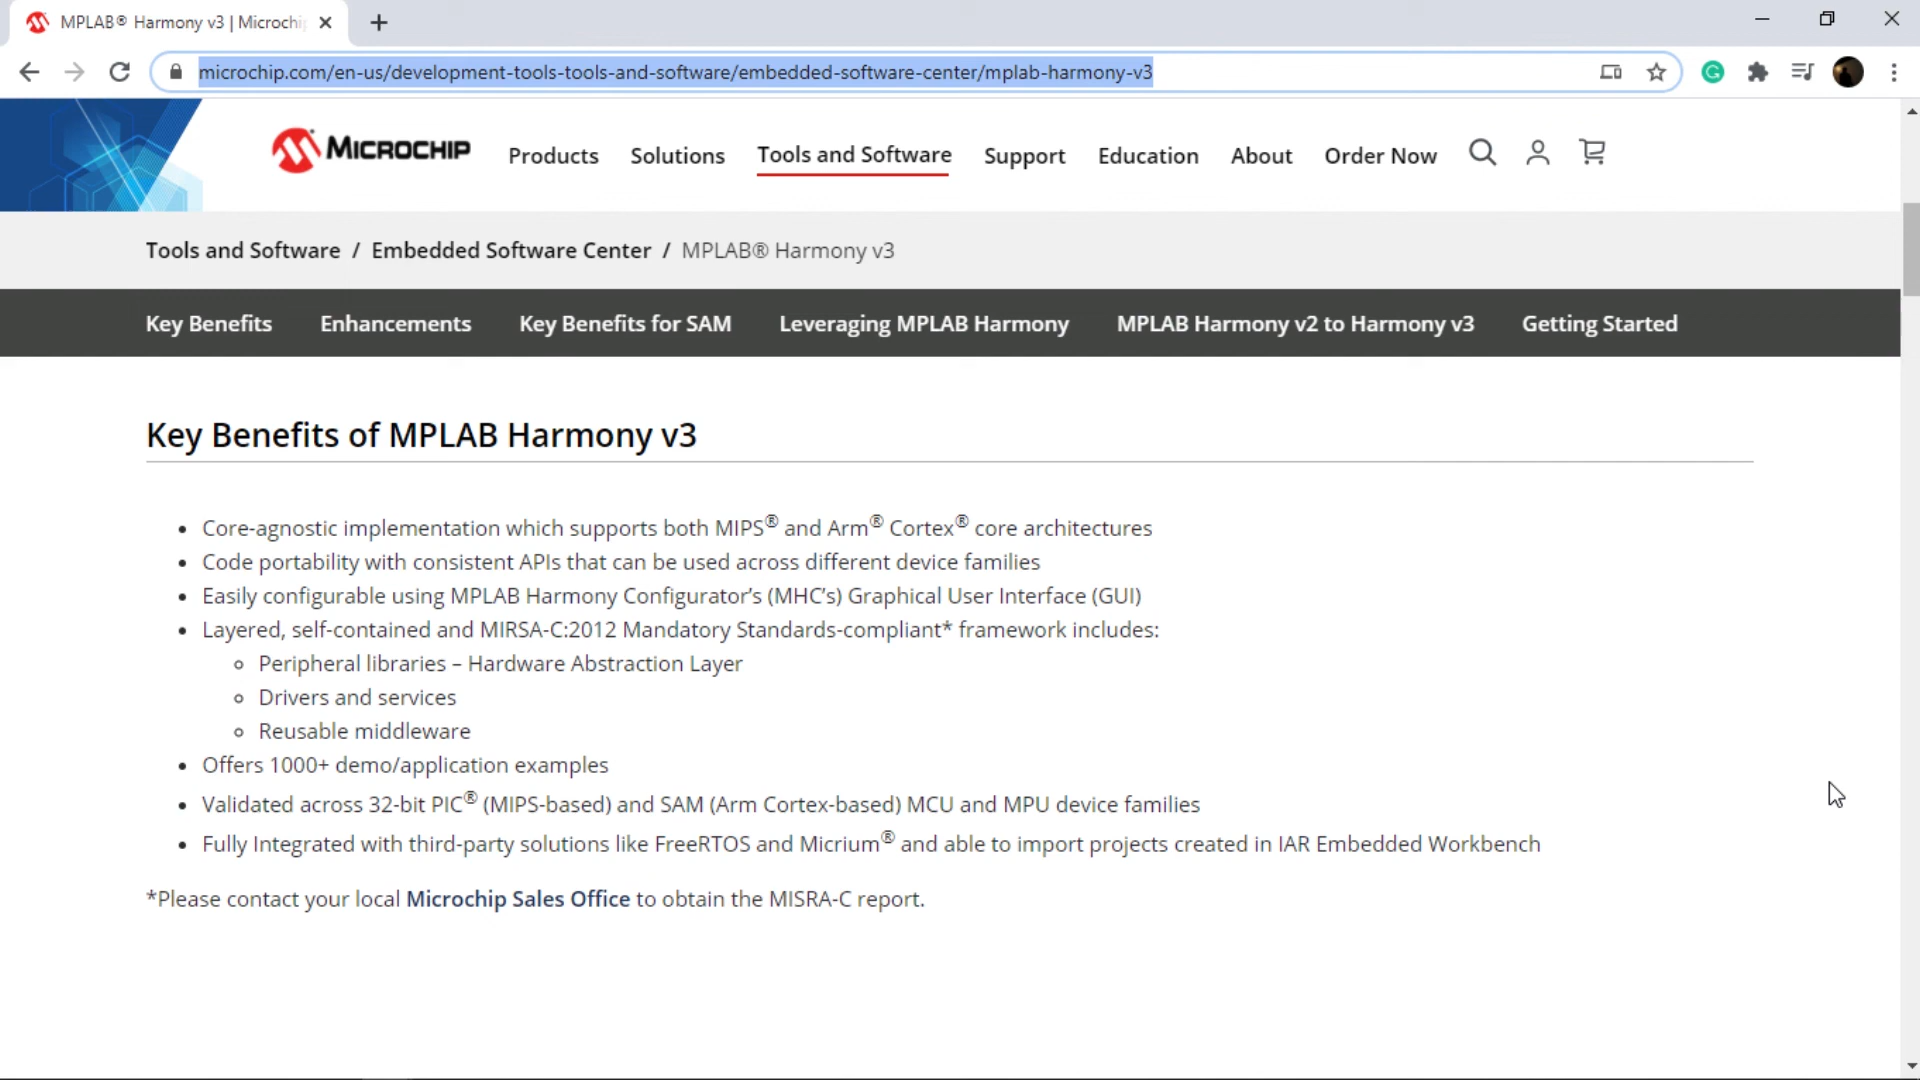 MPLAB® Harmony v3 | Microchi
microchip.com/en-us/development-tools-tools-and-software/embedded-software-center/mplab-harmony-v3
MICROCHIP
Products
Solutions
Tools and Software
Support
Education
About
Order Now
Tools and Software / Embedded Software Center / MPLAB® Harmony v3
Key Benefits
Enhancements
Key Benefits for SAM
Leveraging MPLAB Harmony
MPLAB Harmony v2 to Harmony v3
Getting Started
Key Benefits of MPLAB Harmony v3
Core-agnostic implementation which supports both MIPS® and Arm® Cortex® core architectures
Code portability with consistent APIs that can be used across different device families
Easily configurable using MPLAB Harmony Configurator’s (MHC’s) Graphical User Interface (GUI)
Layered, self-contained and MIRSA-C:2012 Mandatory Standards-compliant* framework includes:
Peripheral libraries – Hardware Abstraction Layer
Drivers and services
Reusable middleware
Offers 1000+ demo/application examples
Validated across 32-bit PIC® (MIPS-based) and SAM (Arm Cortex-based) MCU and MPU device families
Fully Integrated with third-party solutions like FreeRTOS and Micrium® and able to import projects created in IAR Embedded Workbench
*Please contact your local Microchip Sales Office to obtain the MISRA-C report.